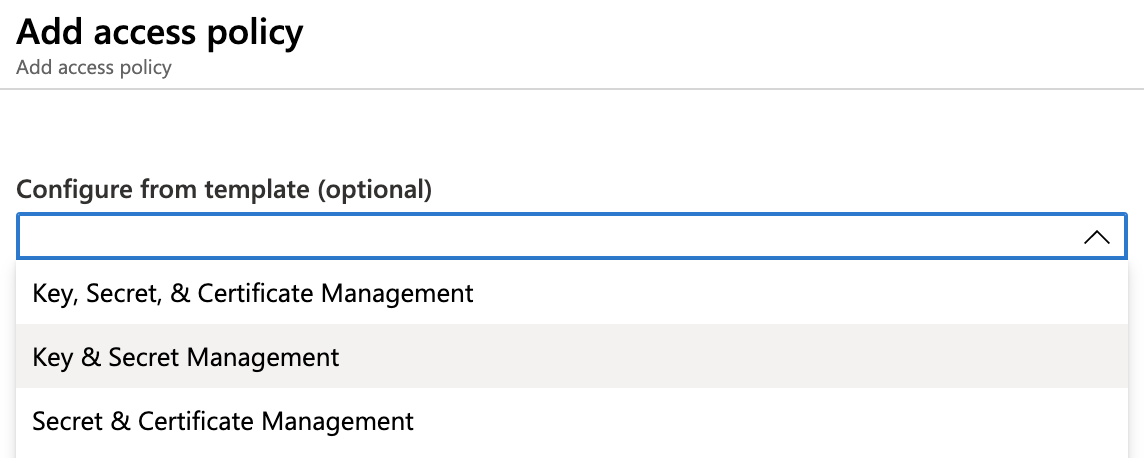 Add access policy
Add access policy
Configure from template (optional)
Key, Secret, & Certificate Management
Key & Secret Management
Secret & Certificate Management